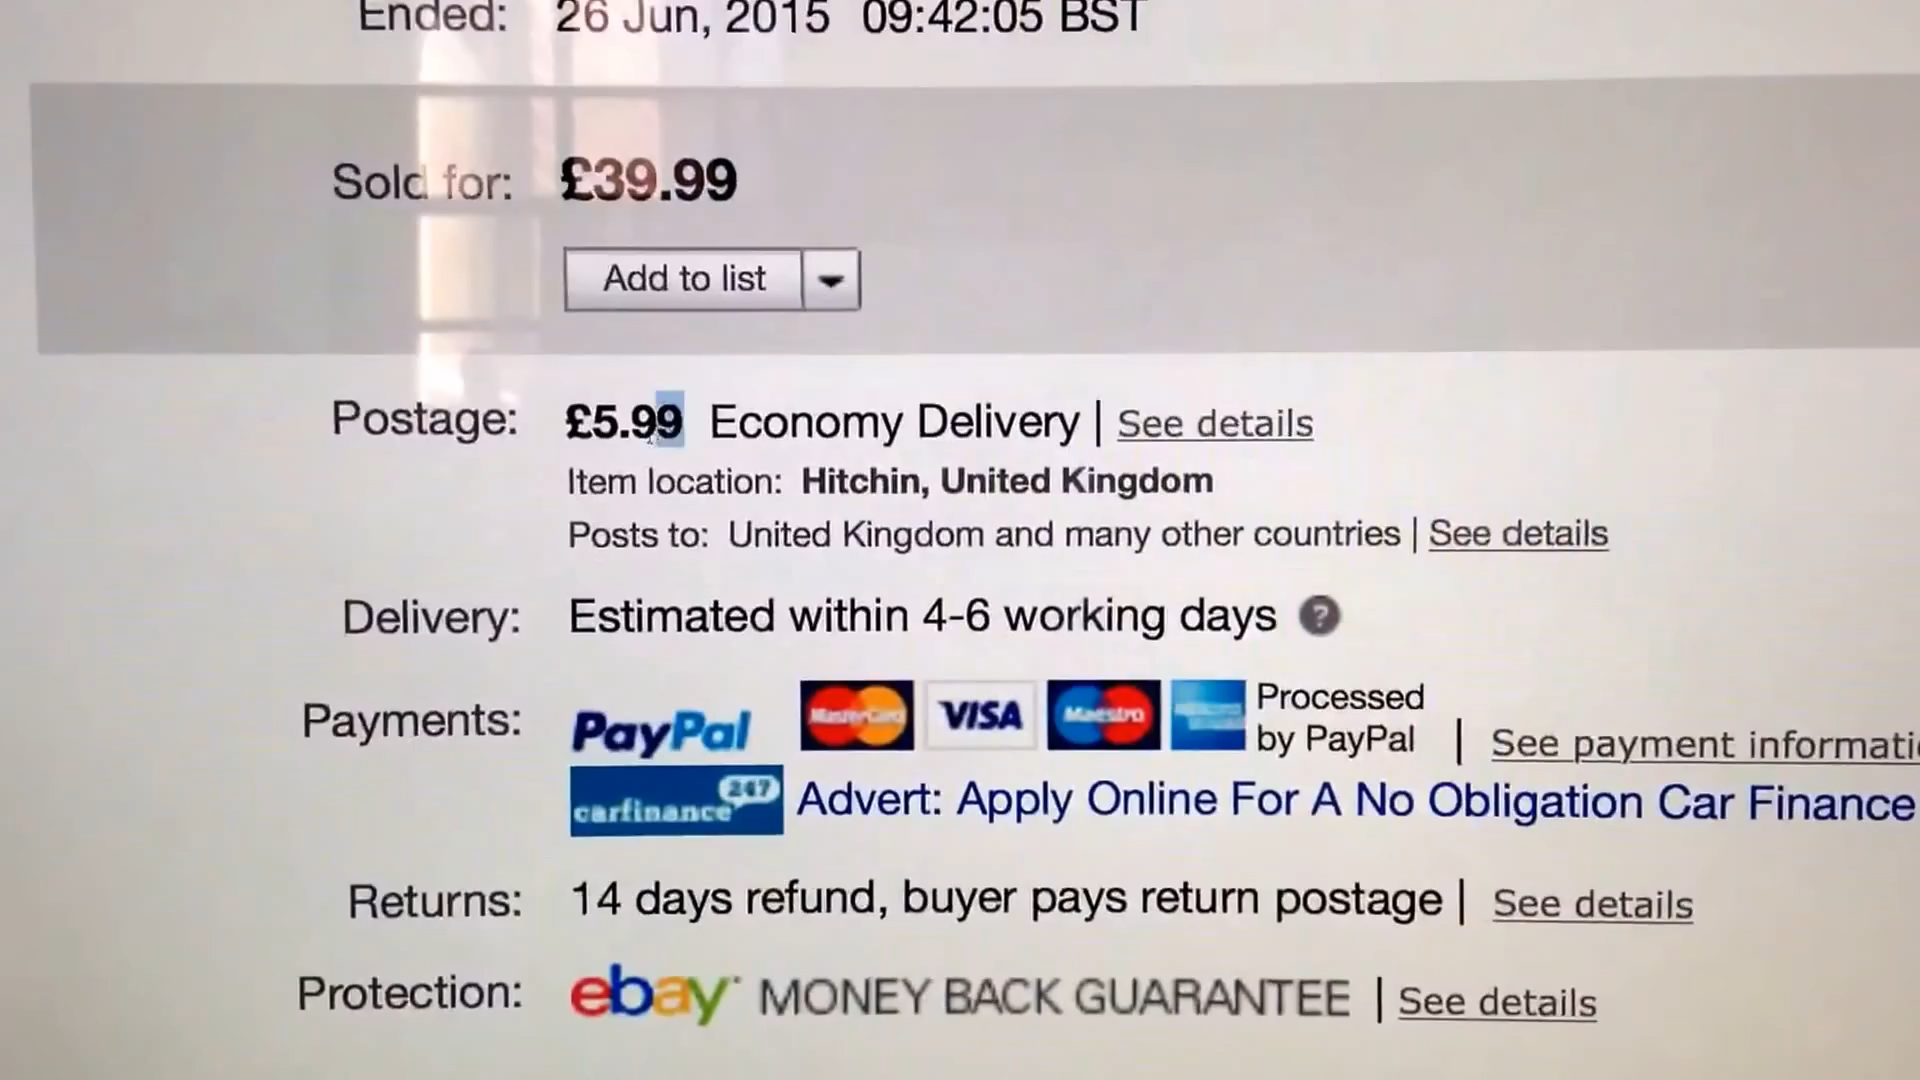 Ended: 26 Jun, 2015 09:42:05 BST
Sold for: £39.99
Add to list
Postage: £5.99 Economy Delivery | See details
Item location: Hitchin, United Kingdom
Posts to: United Kingdom and many other countries | See details
Delivery: Estimated within 4-6 working days ?
Payments: PayPal MasterCard VISA Maestro Processed
by PayPal | See payment informati
carfinance 247 Advert: Apply Online For A No Obligation Car Finance
Returns: 14 days refund, buyer pays return postage | See details
Protection: ebay MONEY BACK GUARANTEE | See details